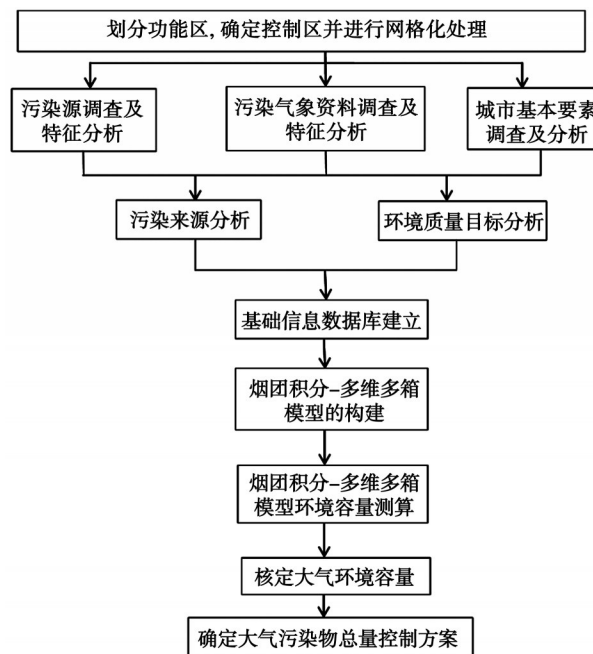 划分功能区,确定控制区并进行网格化处理
污染源调查及
特征分析
污染气象资料调查及
特征分析
城市基本要素
调查及分析
污染来源分析
环境质量目标分析
基础信息数据库建立
烟团积分-多维多箱
模型的构建
烟团积分-多维多箱
模型环境容量测算
核定大气环境容量
确定大气污染物总量控制方案